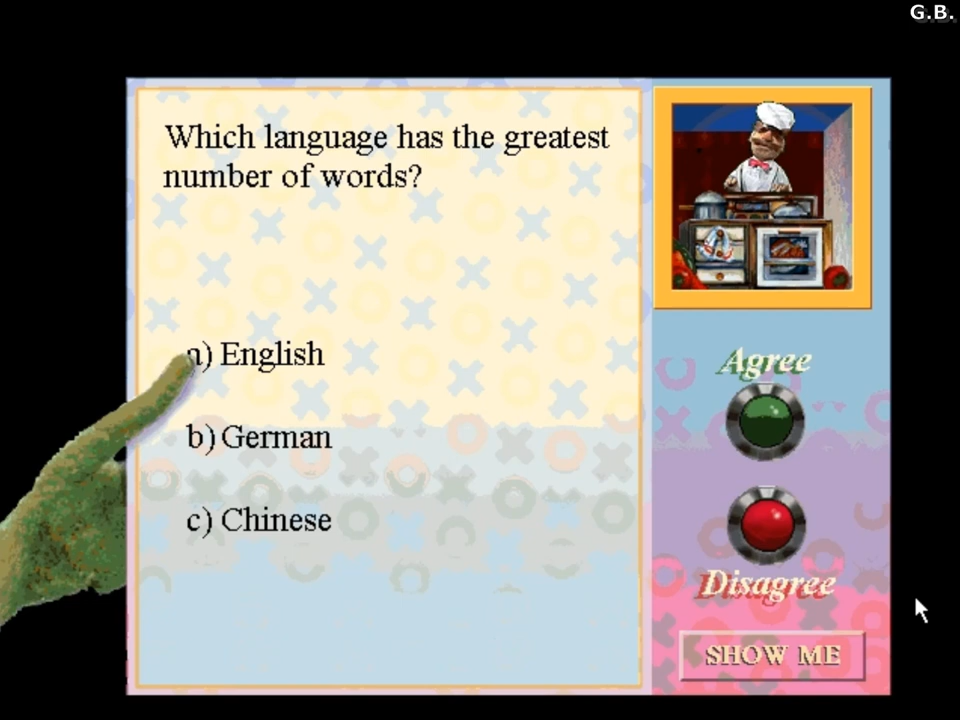 G.B.
Which language has the greatest
number of words?
a) English
b) German
c) Chinese
Agree
Disagree
SHOW ME